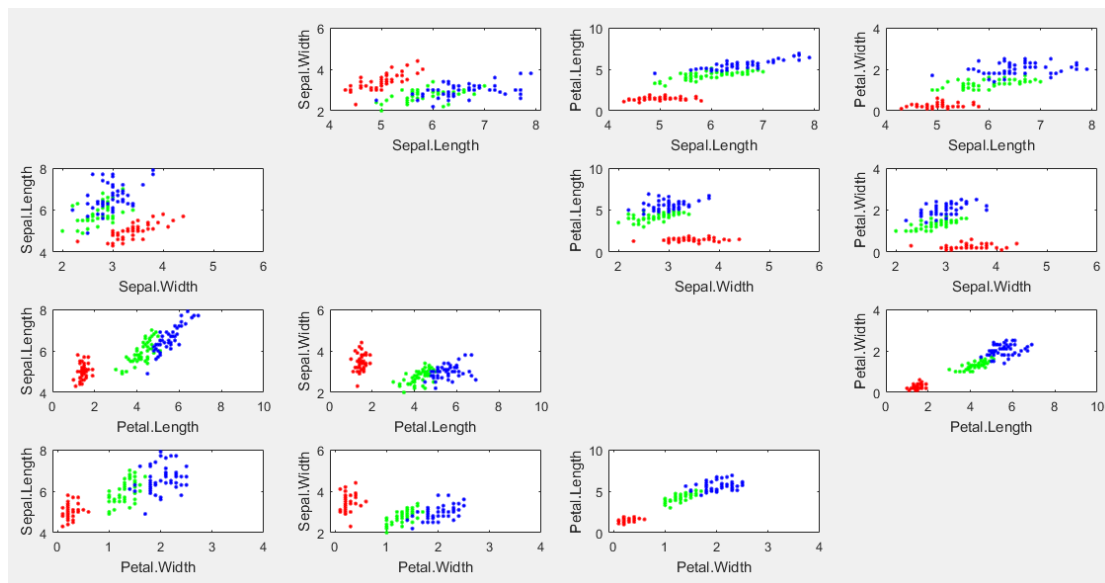 Sepal.Width
6
4
2
4 5 6 7 8
Sepal.Length
Petal.Length
10
5
0
4 5 6 7 8
Sepal.Length
Petal.Width
4
2
0
4 5 6 7 8
Sepal.Length
Sepal.Length
8
6
4
2 3 4 5 6
Sepal.Width
Petal.Length
10
5
0
2 3 4 5 6
Sepal.Width
Petal.Width
4
2
0
2 3 4 5 6
Sepal.Width
Sepal.Length
8
6
4
0 2 4 6 8 10
Petal.Length
Sepal.Width
6
4
2
0 2 4 6 8 10
Petal.Length
Petal.Width
4
2
0
0 2 4 6 8 10
Petal.Length
Sepal.Length
8
6
4
0 1 2 3 4
Petal.Width
Sepal.Width
6
4
2
0 1 2 3 4
Petal.Width
Petal.Length
10
5
0
0 1 2 3 4
Petal.Width